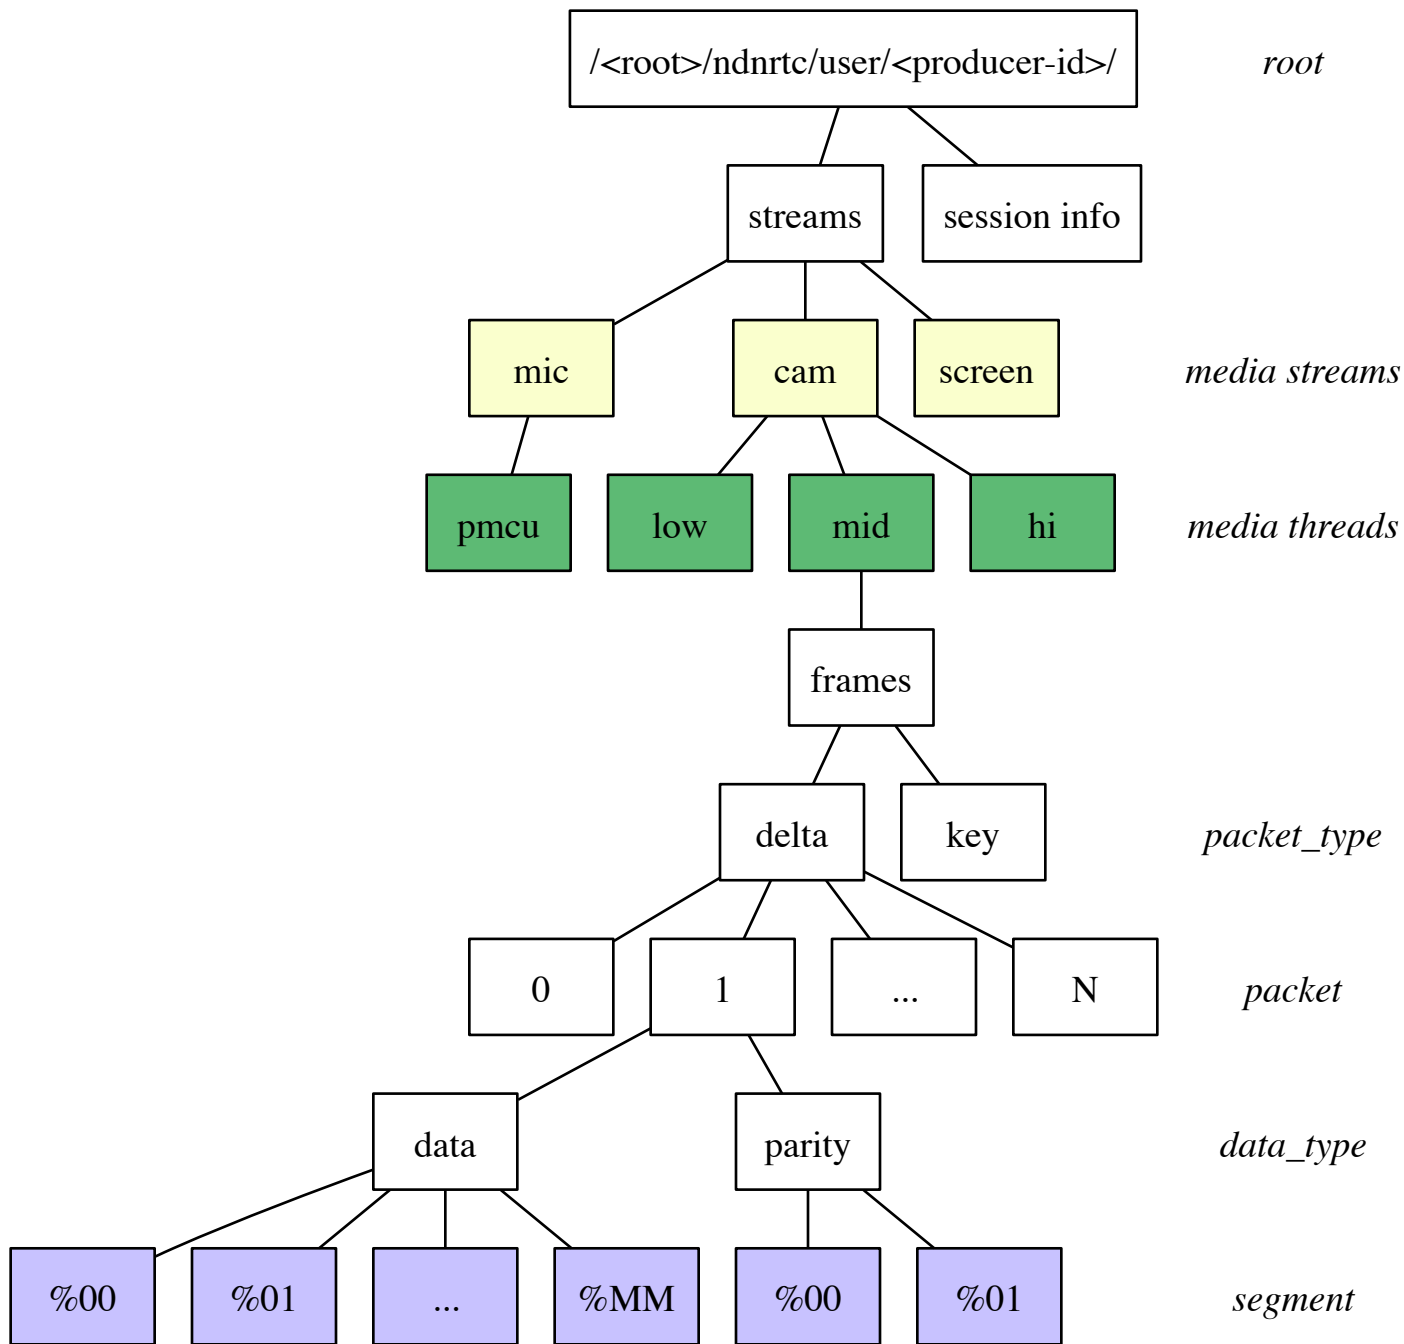 /<root>/ndnrtc/user/<producer-id>/ root
streams session info
mic cam screen media streams
pmcu low mid hi media threads
frames
delta key packet_type
0 1 ... N packet
data parity data_type
%00 %01 ... %MM %00 %01 segment